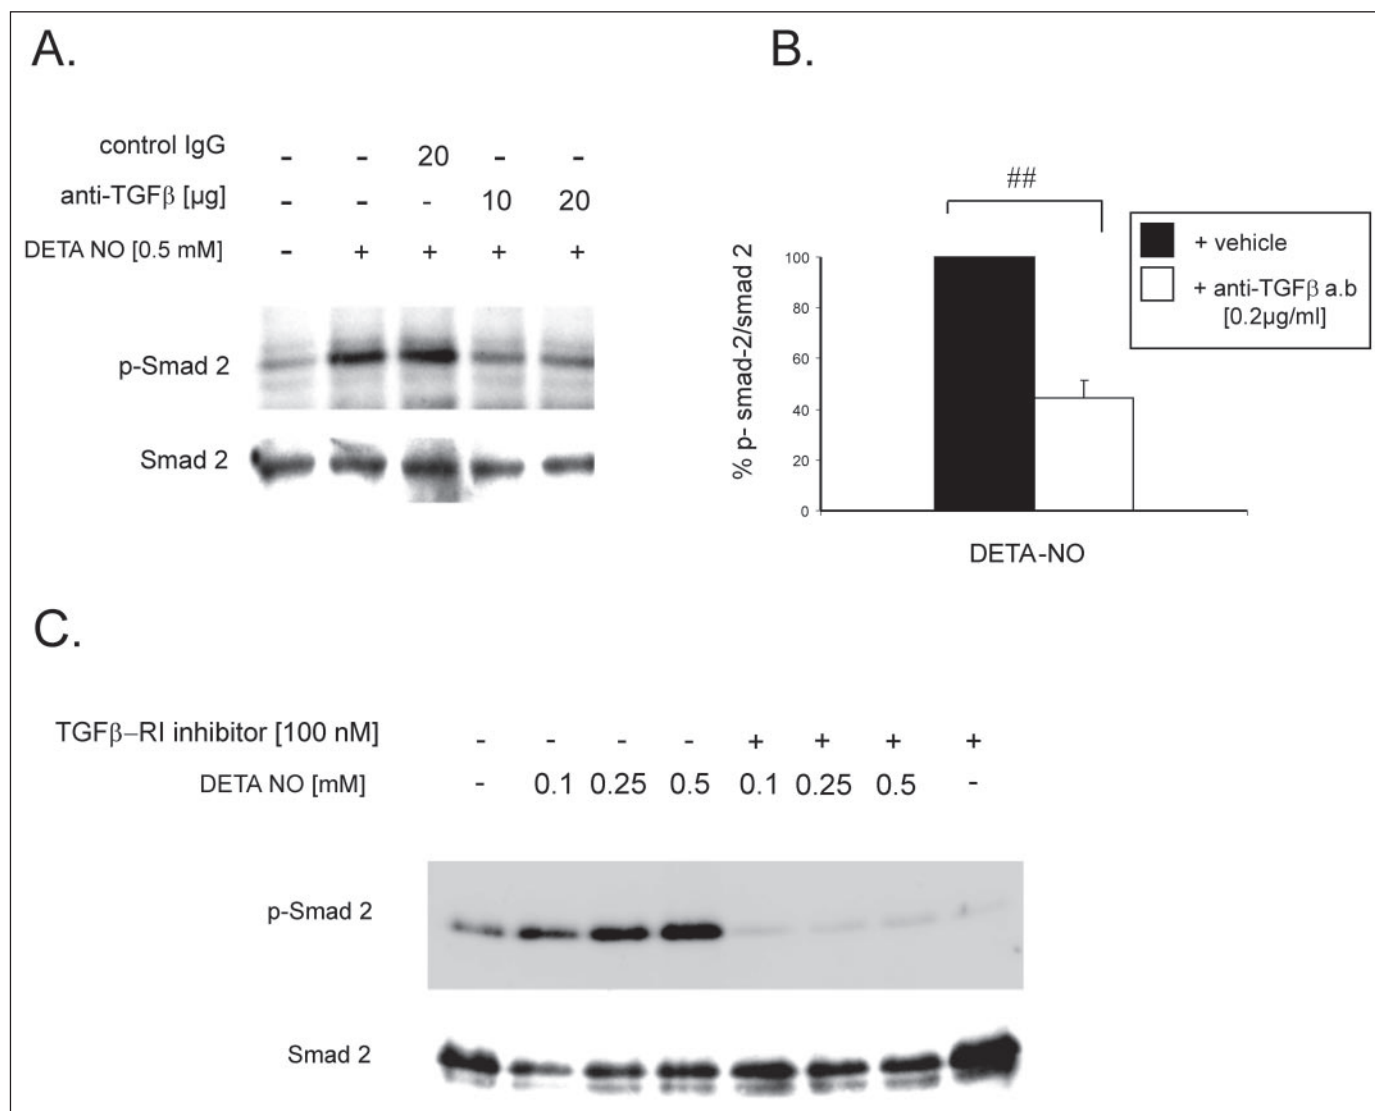 A.
control IgG - - 20 - -
anti-TGFβ [µg] - - - 10 20
DETA NO [0.5 mM] - + + + +
p-Smad 2
Smad 2
B.
##
+ vehicle
+ anti-TGFβ a.b
[0.2µg/ml]
% p- smad-2/smad 2
100
80
60
40
20
0
DETA-NO
C.
TGFβ–RI inhibitor [100 nM] - - - - + + + +
DETA NO [mM] - 0.1 0.25 0.5 0.1 0.25 0.5 -
p-Smad 2
Smad 2